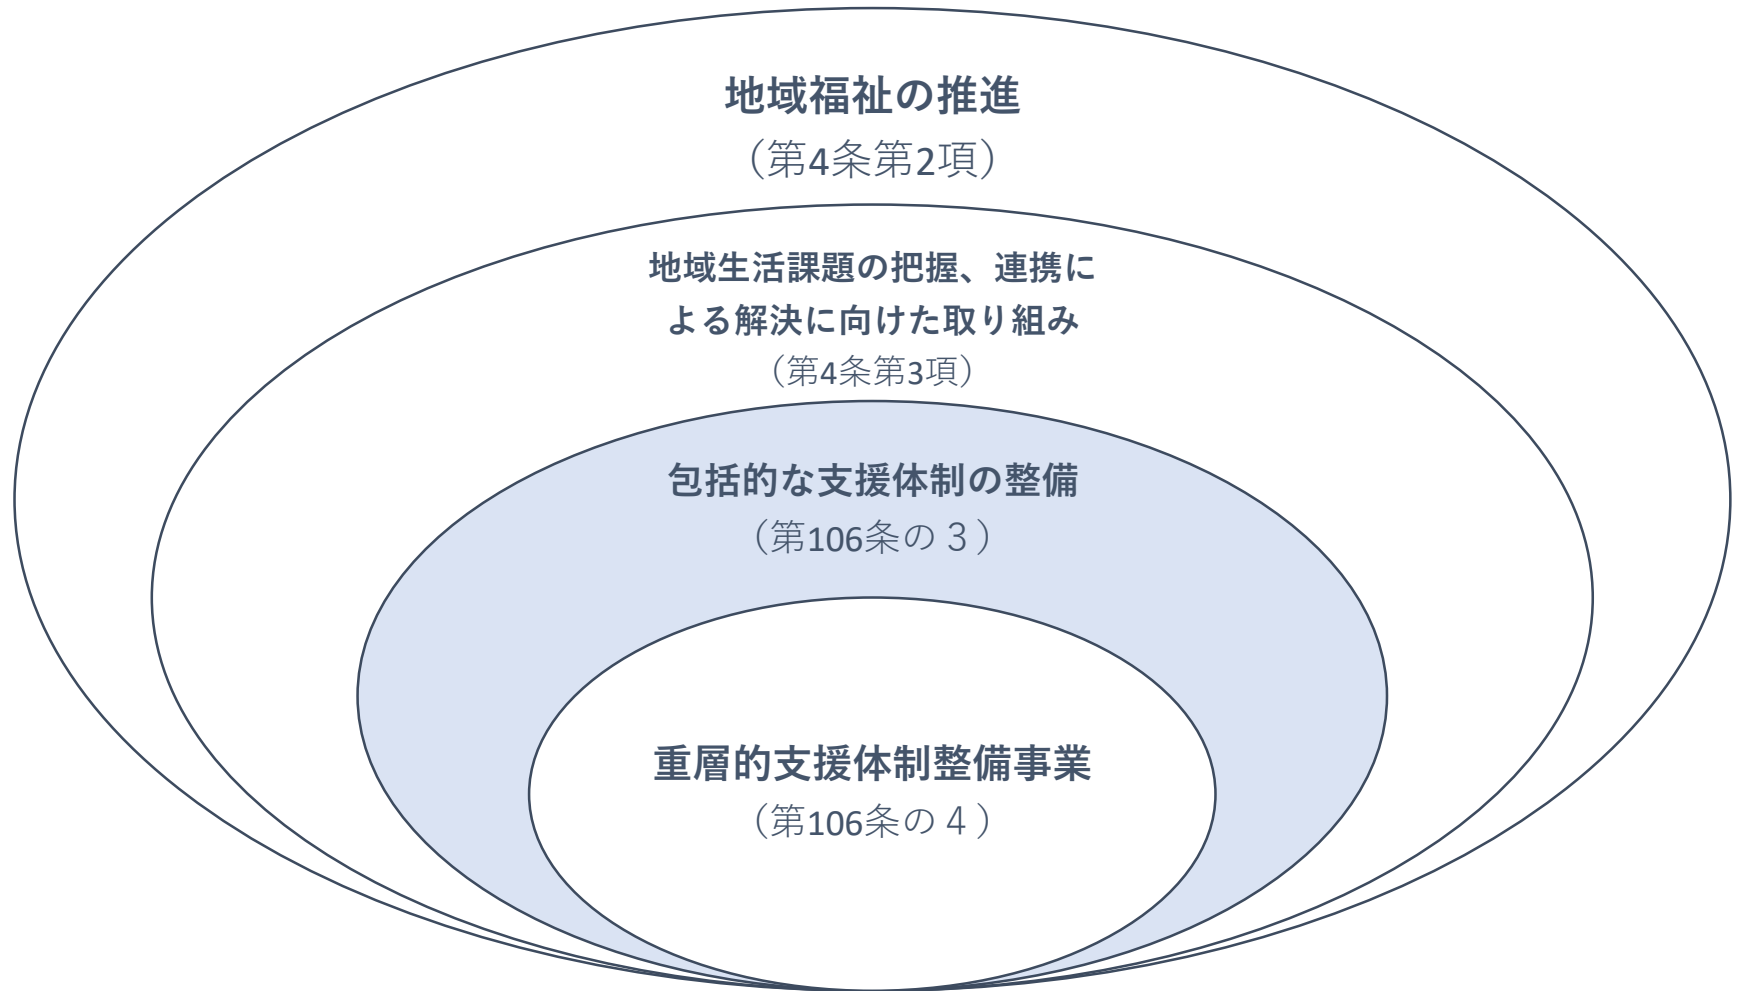 地域福祉の推進
（第4条第2項）
地域生活課題の把握、連携に
よる解決に向けた取り組み
（第4条第3項）
包括的な支援体制の整備
（第106条の３）
重層的支援体制整備事業
（第106条の４）